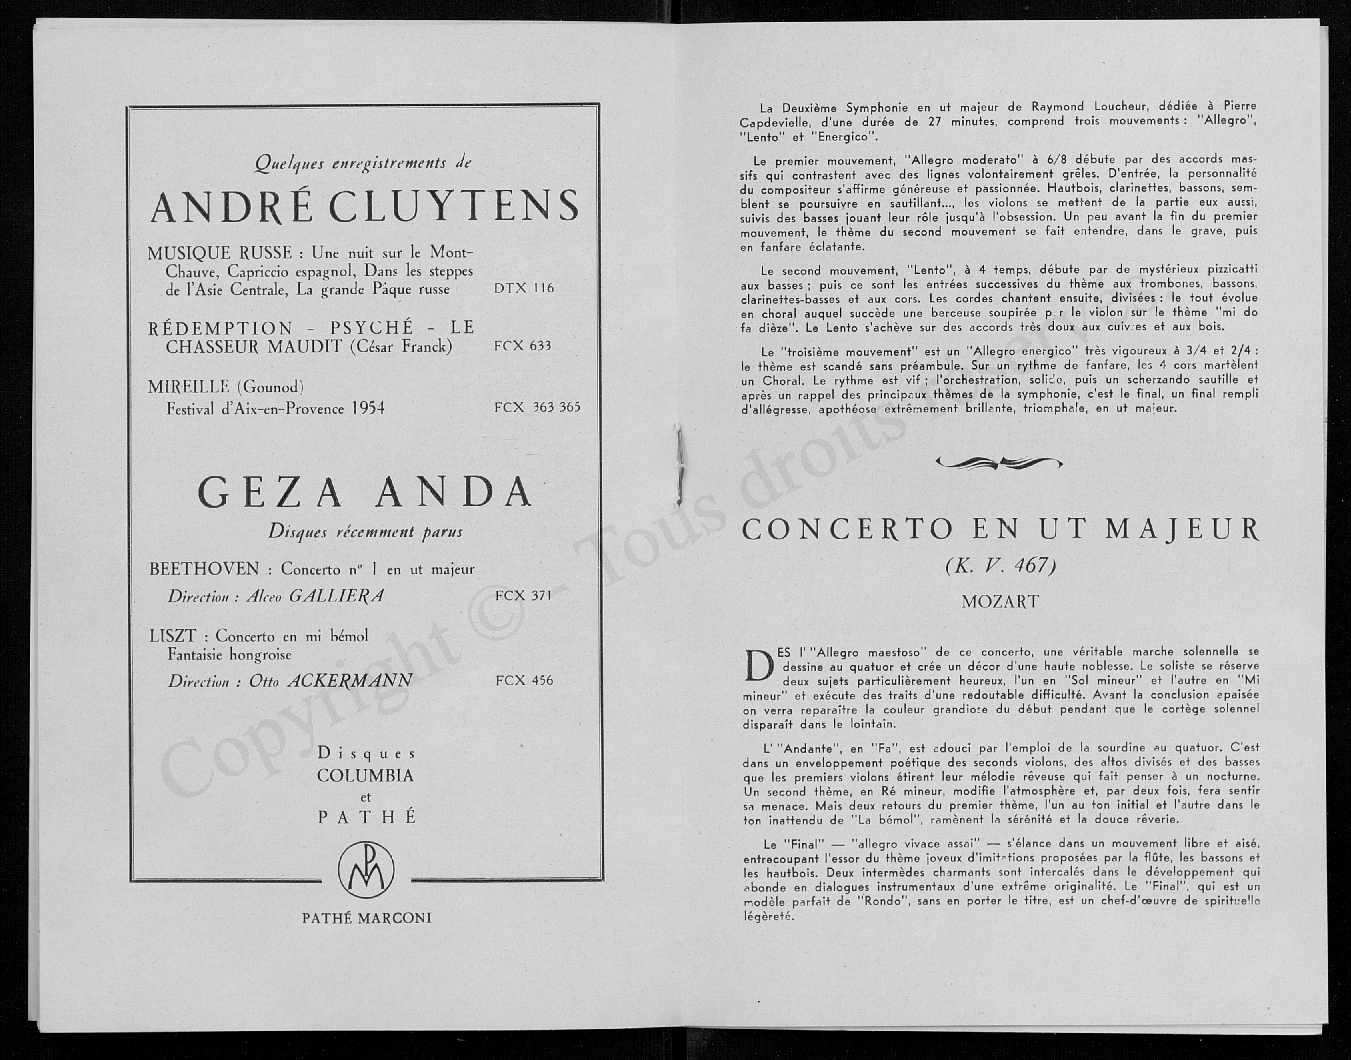 Quelques enregistrements de
ANDRÉ CLUYTENS
MUSIQUE RUSSE : Une nuit sur le Mont-
Chauve, Capriccio espagnol, Dans les steppes
de l'Asie Centrale, La grande Pâque russe DTX 116
RÉDEMPTION - PSYCHÉ - LE
CHASSEUR MAUDIT (César Franck) FCX 633
MIREILLE (Gounod)
Festival d'Aix-en-Provence 1954 FCX 363 365
GEZA ANDA
Disques récemment parus
BEETHOVEN : Concerto n° 1 en ut majeur
Direction : Alceo GALLIERA FCX 371
LISZT : Concerto en mi bémol
Fantaisie hongroise
Direction : Otto ACKERMANN FCX 456
Disques
COLUMBIA
et
PATHÉ
PM
PATHÉ MARCONI
La Deuxième Symphonie en ut majeur de Raymond Loucheur, dédiée à Pierre
Capdevielle, d'une durée de 27 minutes, comprend trois mouvements : "Allegro",
"Lento" et "Energico".
Le premier mouvement, "Allegro moderato" à 6/8 débute par des accords mas-
sifs qui contrastent avec des lignes volontairement grêles. D'entrée, la personnalité
du compositeur s'affirme généreuse et passionnée. Hautbois, clarinettes, bassons, sem-
blent se poursuivre en sautillant..., les violons se mettent de la partie eux aussi,
suivis des basses jouant leur rôle jusqu'à l'obsession. Un peu avant la fin du premier
mouvement, le thème du second mouvement se fait entendre, dans le grave, puis
en fanfare éclatante.
Le second mouvement, "Lento", à 4 temps, débute par de mystérieux pizzicatti
aux basses ; puis ce sont les entrées successives du thème aux trombones, bassons,
clarinettes-basses et aux cors. Les cordes chantent ensuite, divisées : le tout évolue
en choral auquel succède une berceuse soupirée p r le violon sur le thème "mi do
fa dièze". Le Lento s'achève sur des accords très doux aux cuivres et aux bois.
Le "troisième mouvement" est un "Allegro energico" très vigoureux à 3/4 et 2/4 :
le thème est scandé sans préambule. Sur un rythme de fanfare, les 4 cors martèlent
un Choral. Le rythme est vif ; l'orchestration, solide, puis un scherzando sautille et
après un rappel des principaux thèmes de la symphonie, c'est le final, un final rempli
d'allégresse, apothéose extrêmement brillante, triomphale, en ut majeur.
CONCERTO EN UT MAJEUR
(K. V. 467)
MOZART
DES l' "Allegro maestoso" de ce concerto, une véritable marche solennelle se
dessine au quatuor et crée un décor d'une haute noblesse. Le soliste se réserve
deux sujets particulièrement heureux, l'un en "Sol mineur" et l'autre en "Mi
mineur" et exécute des traits d'une redoutable difficulté. Avant la conclusion apaisée
on verra reparaître la couleur grandiose du début pendant que le cortège solennel
disparaît dans le lointain.
L' "Andante", en "Fa", est adouci par l'emploi de la sourdine au quatuor. C'est
dans un enveloppement poétique des seconds violons, des altos divisés et des basses
que les premiers violons étirent leur mélodie rêveuse qui fait penser à un nocturne.
Un second thème, en Ré mineur, modifie l'atmosphère et, par deux fois, fera sentir
sa menace. Mais deux retours du premier thème, l'un au ton initial et l'autre dans le
ton inattendu de "La bémol", ramènent la sérénité et la douce rêverie.
Le "Final" — "allegro vivace assai" — s'élance dans un mouvement libre et aisé,
entrecoupant l'essor du thème joyeux d'imitations proposées par la flûte, les bassons et
les hautbois. Deux intermèdes charmants sont intercalés dans le développement qui
abonde en dialogues instrumentaux d'une extrême originalité. Le "Final", qui est un
modèle parfait de "Rondo", sans en porter le titre, est un chef-d'œuvre de spirituelle
légèreté.
Copyright © - Tous droits